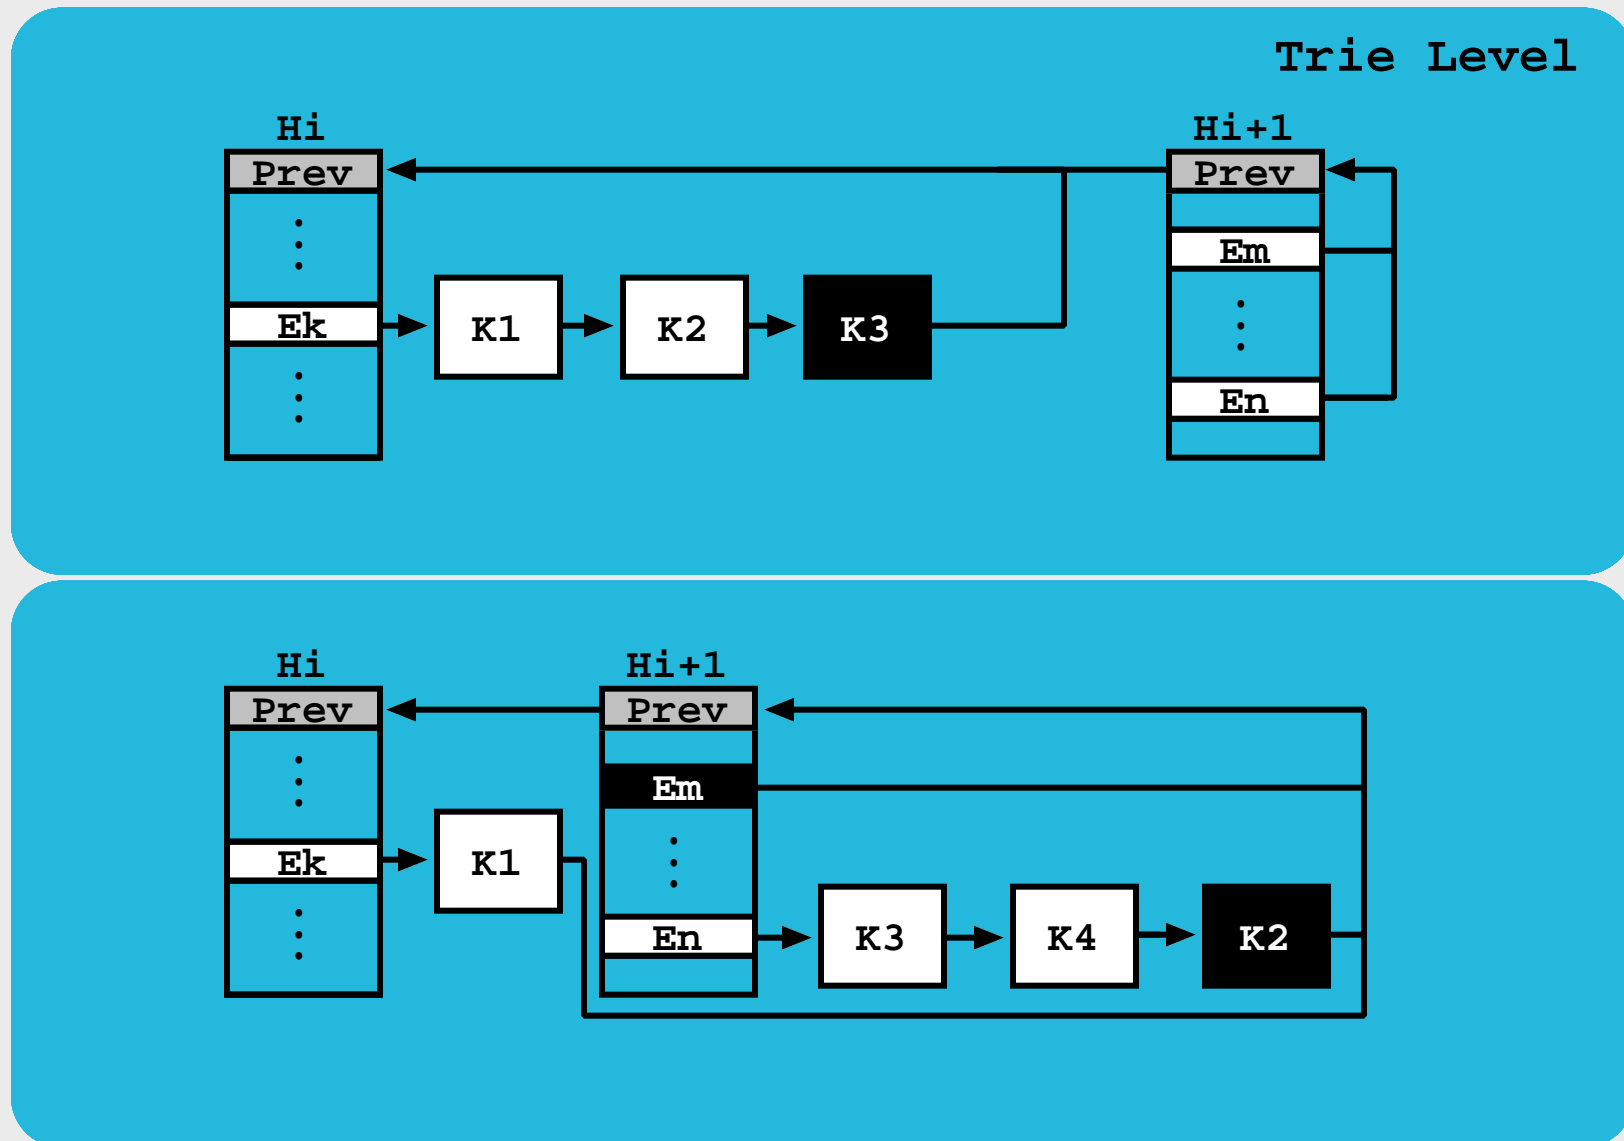 Trie Level
Hi
Hi+1
Prev
Prev
Em
Ek
K1
K2
K3
En
Hi
Hi+1
Prev
Prev
Em
Ek
K1
En
K3
K4
K2